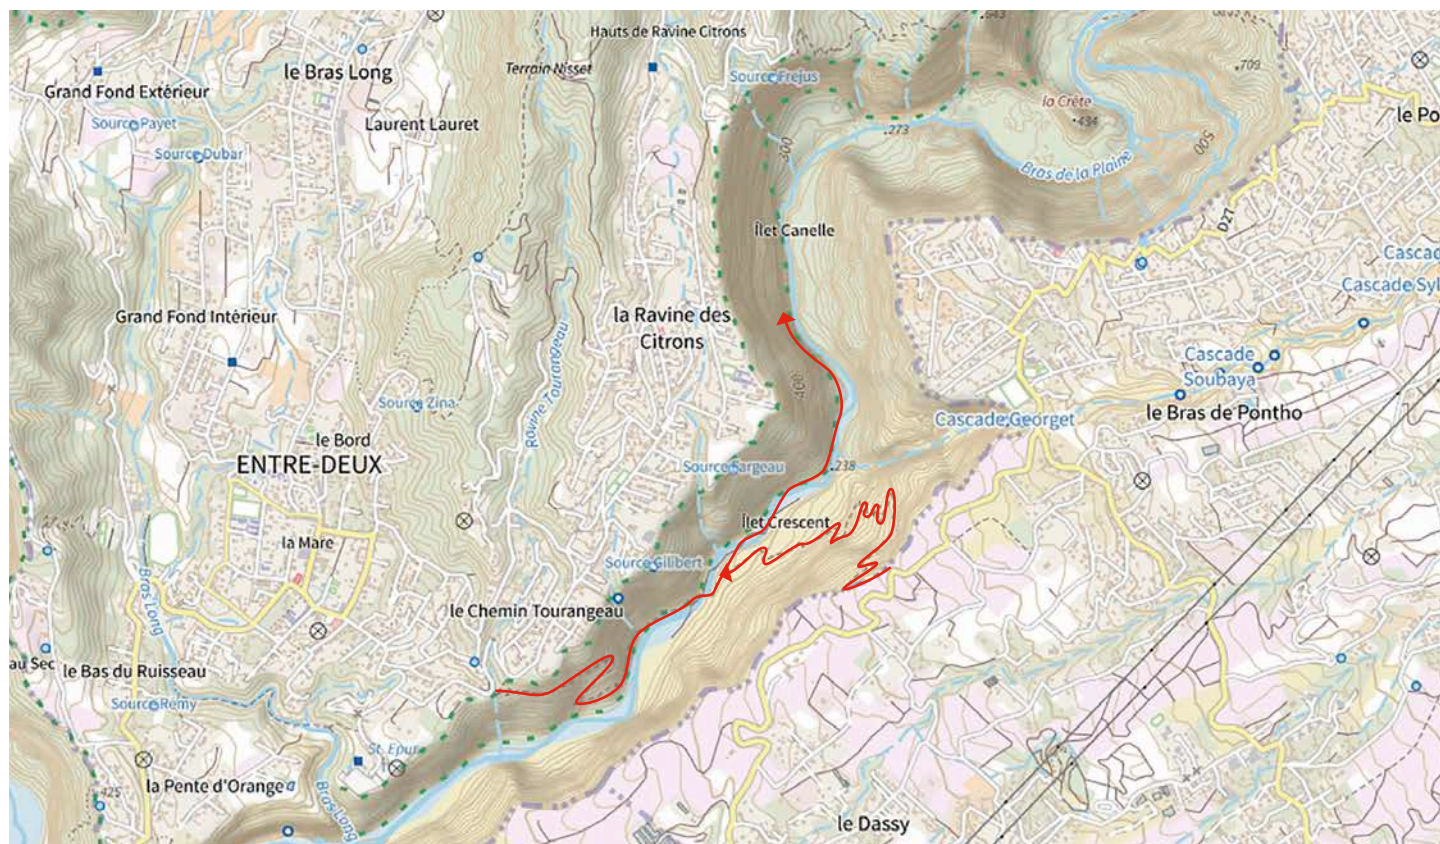 643
Hauts de Ravine Citrons
709
le Bras Long
Terrain Nisset
Source Fréjus
Grand Fond Extérieur
la Crête
434
le Po
Source Payet
Laurent Lauret
273
300
500
Source Dubar
Bras de la Plaine
D27
Îlet Canelle
Cascad
Cascade Syl
Grand Fond Intérieur
la Ravine des
Citrons
Ravine Tourangeau
Cascade
Soubaya
400
Source Zina
le Bras de Pontho
Cascade Georget
le Bord
ENTRE-DEUX
Source Fargeau
238
Îlet Crescent
la Mare
Source Gilibert
Bras Long
le Chemin Tourangeau
au Sec
le Bas du Ruisseau
Source Rémy
St. Epur
la Pente d'Orange
425
Bras Long
le Dassy